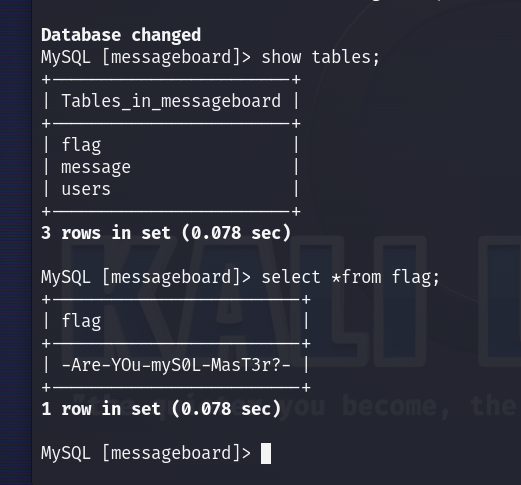 Database changed
MySQL [messageboard]> show tables;
+------------------------+
| Tables_in_messageboard |
+------------------------+
| flag                   |
| message                |
| users                  |
+------------------------+
3 rows in set (0.078 sec)
MySQL [messageboard]> select *from flag;
+-------------------------+
| flag                    |
+-------------------------+
| -Are-YOu-myS0L-MasT3r?- |
+-------------------------+
1 row in set (0.078 sec)
KALI
you become, the
MySQL [messageboard]>